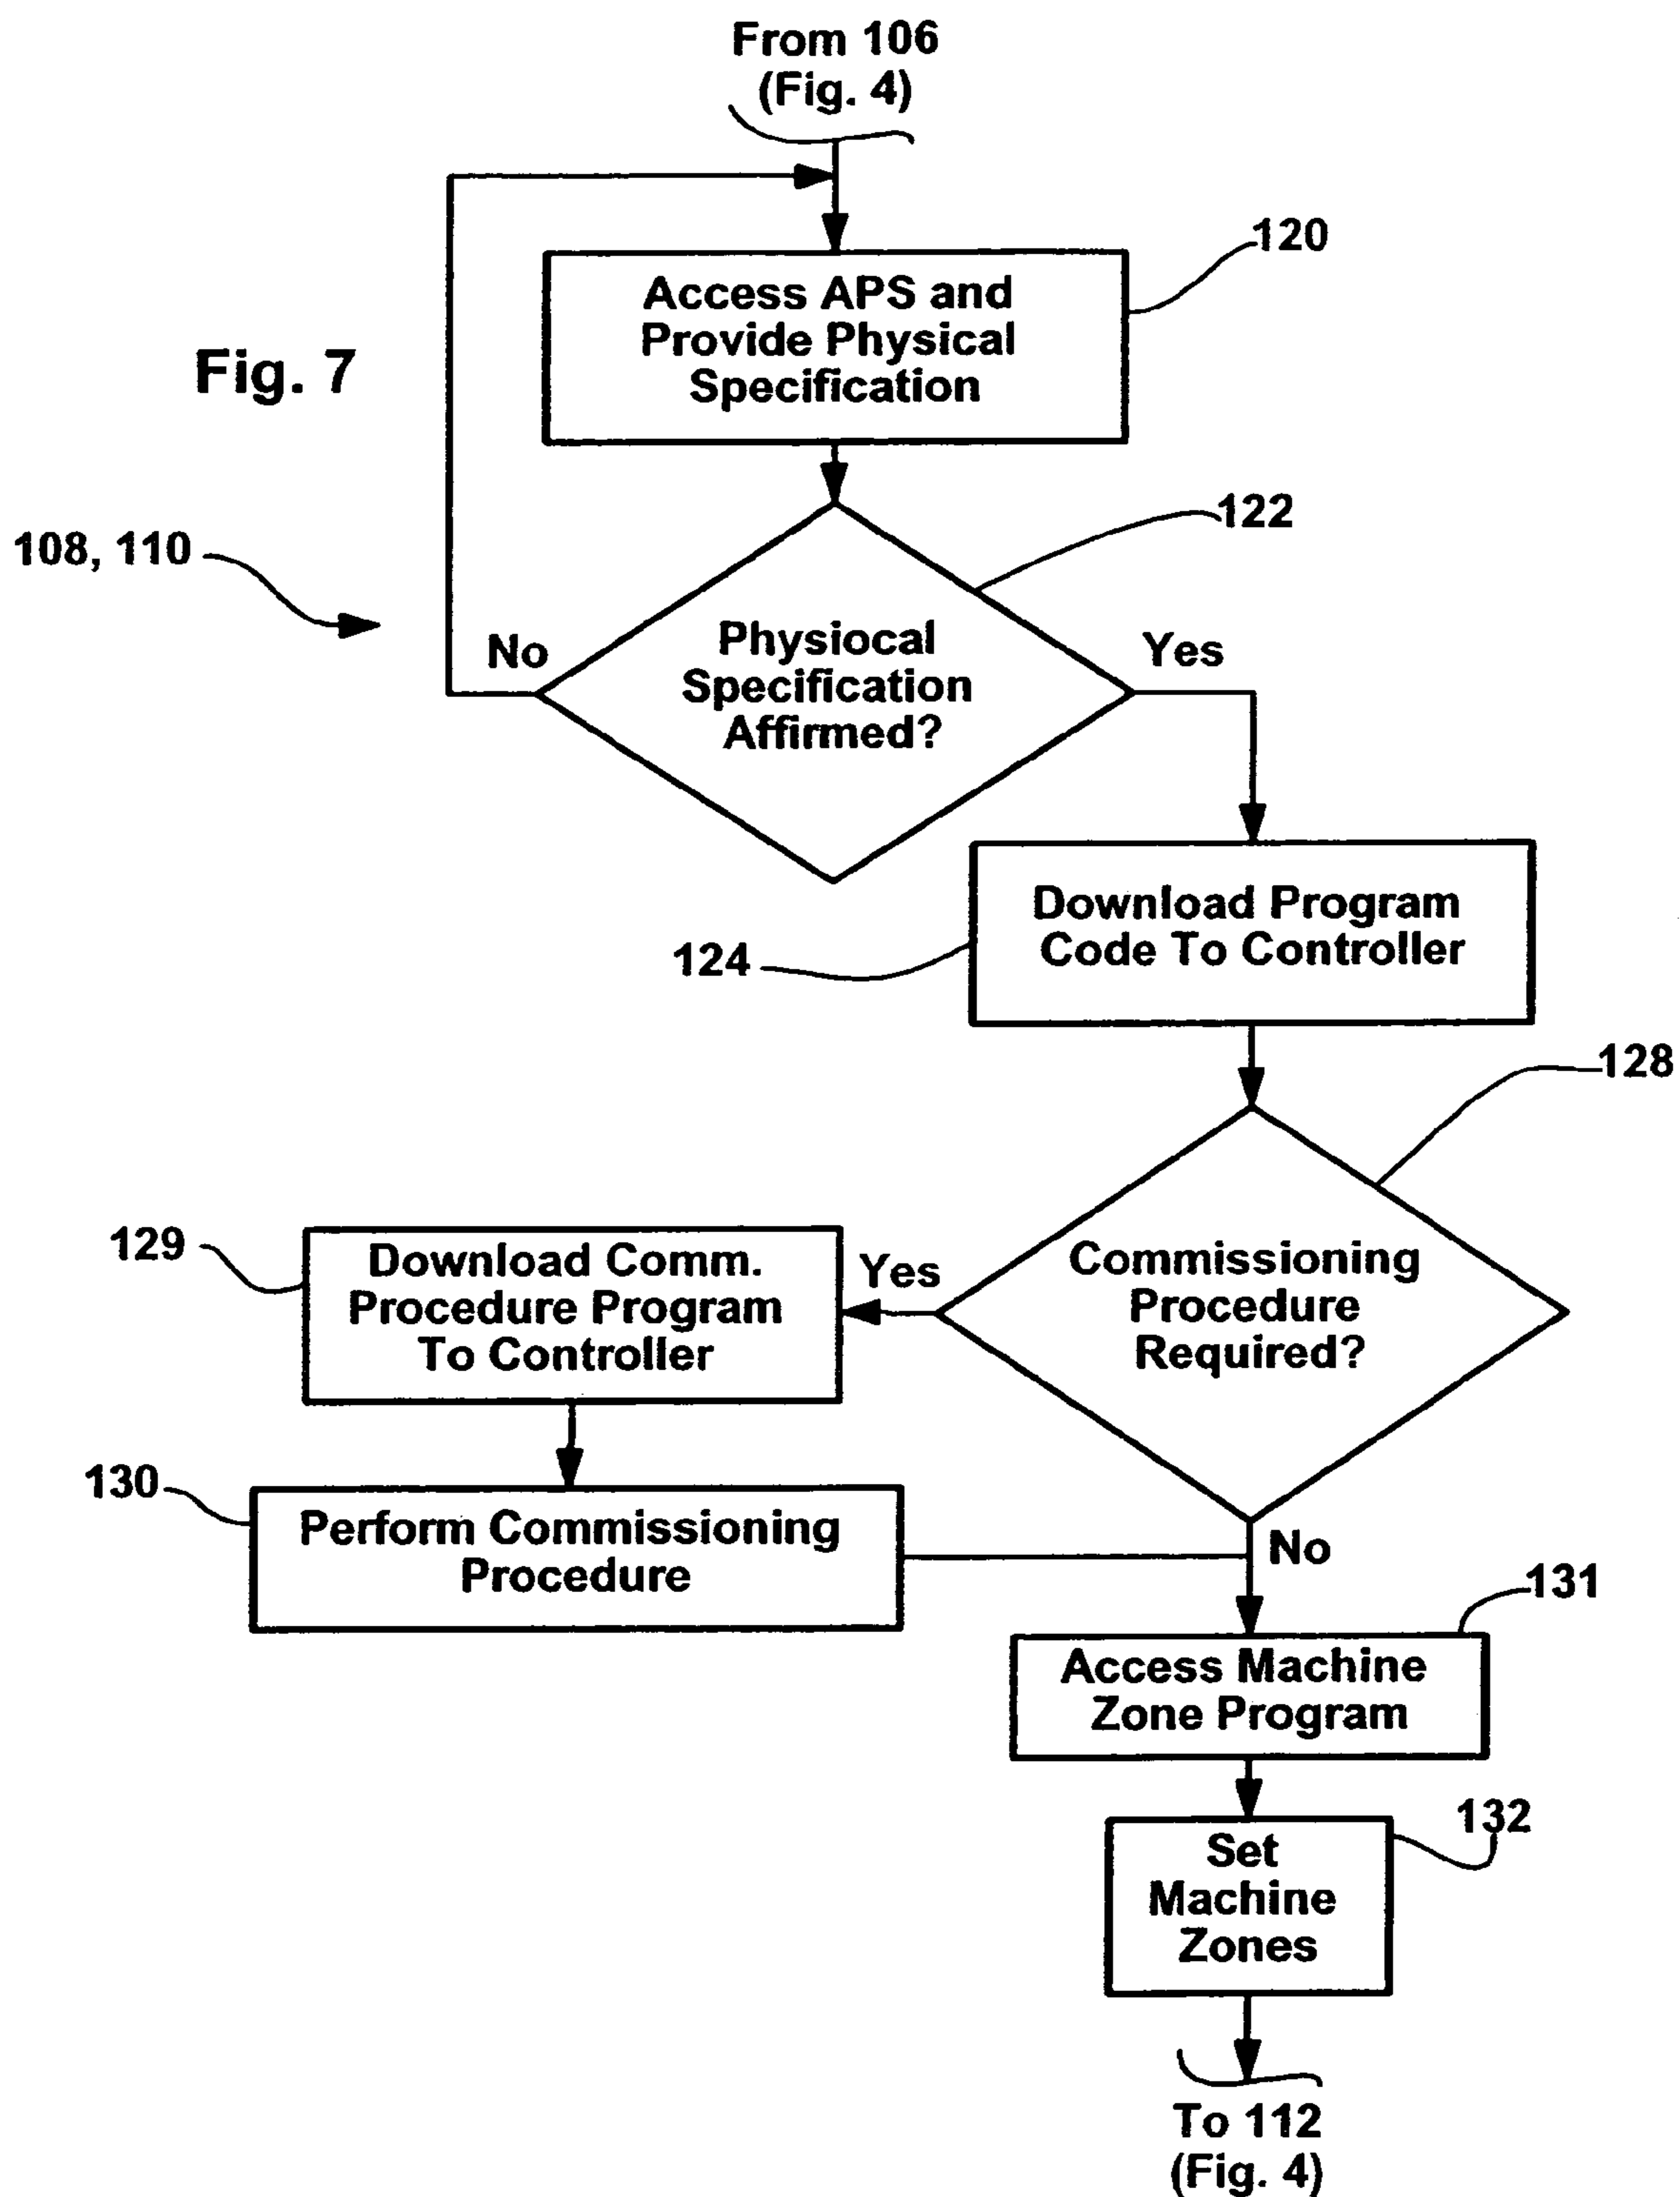 From 106
(Fig. 4)
120
Access APS and
Provide Physical
Specification
Fig. 7
122
108, 110
No
Physiocal
Specification
Affirmed?
Yes
Download Program
Code To Controller
124
128
129
Download Comm.
Procedure Program
To Controller
Yes
Commissioning
Procedure
Required?
130
Perform Commissioning
Procedure
No
131
Access Machine
Zone Program
132
Set
Machine
Zones
To 112
(Fig. 4)